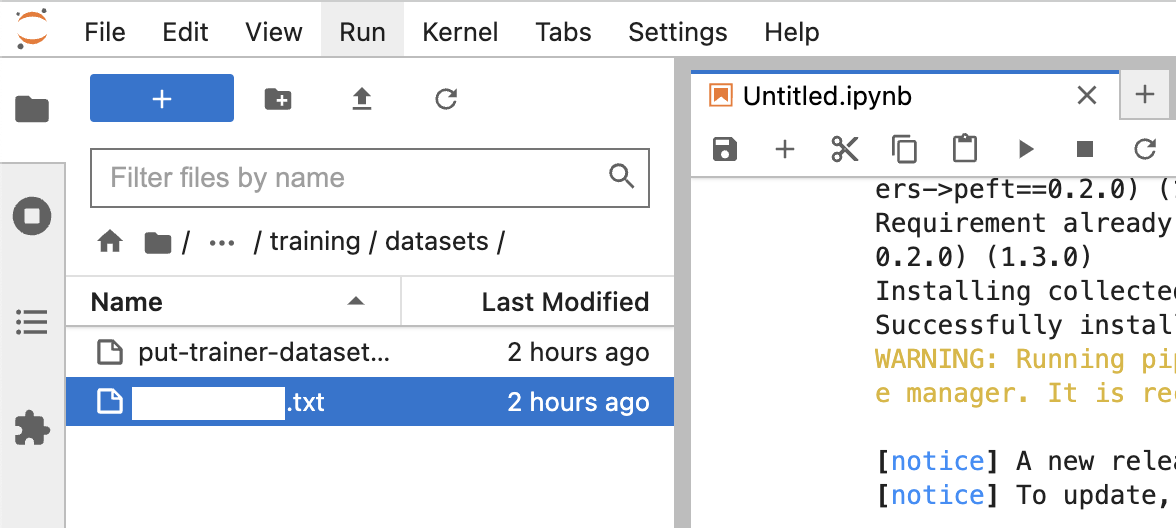 File Edit View Run Kernel Tabs Settings Help
Filter files by name
/ ... / training / datasets /
Name Last Modified
put-trainer-dataset... 2 hours ago
.txt 2 hours ago
Untitled.ipynb
ers->peft==0.2.0) (
Requirement already
0.2.0) (1.3.0)
Installing collecte
Successfully instal
WARNING: Running pi
e manager. It is re
[notice] A new rele
[notice] To update,